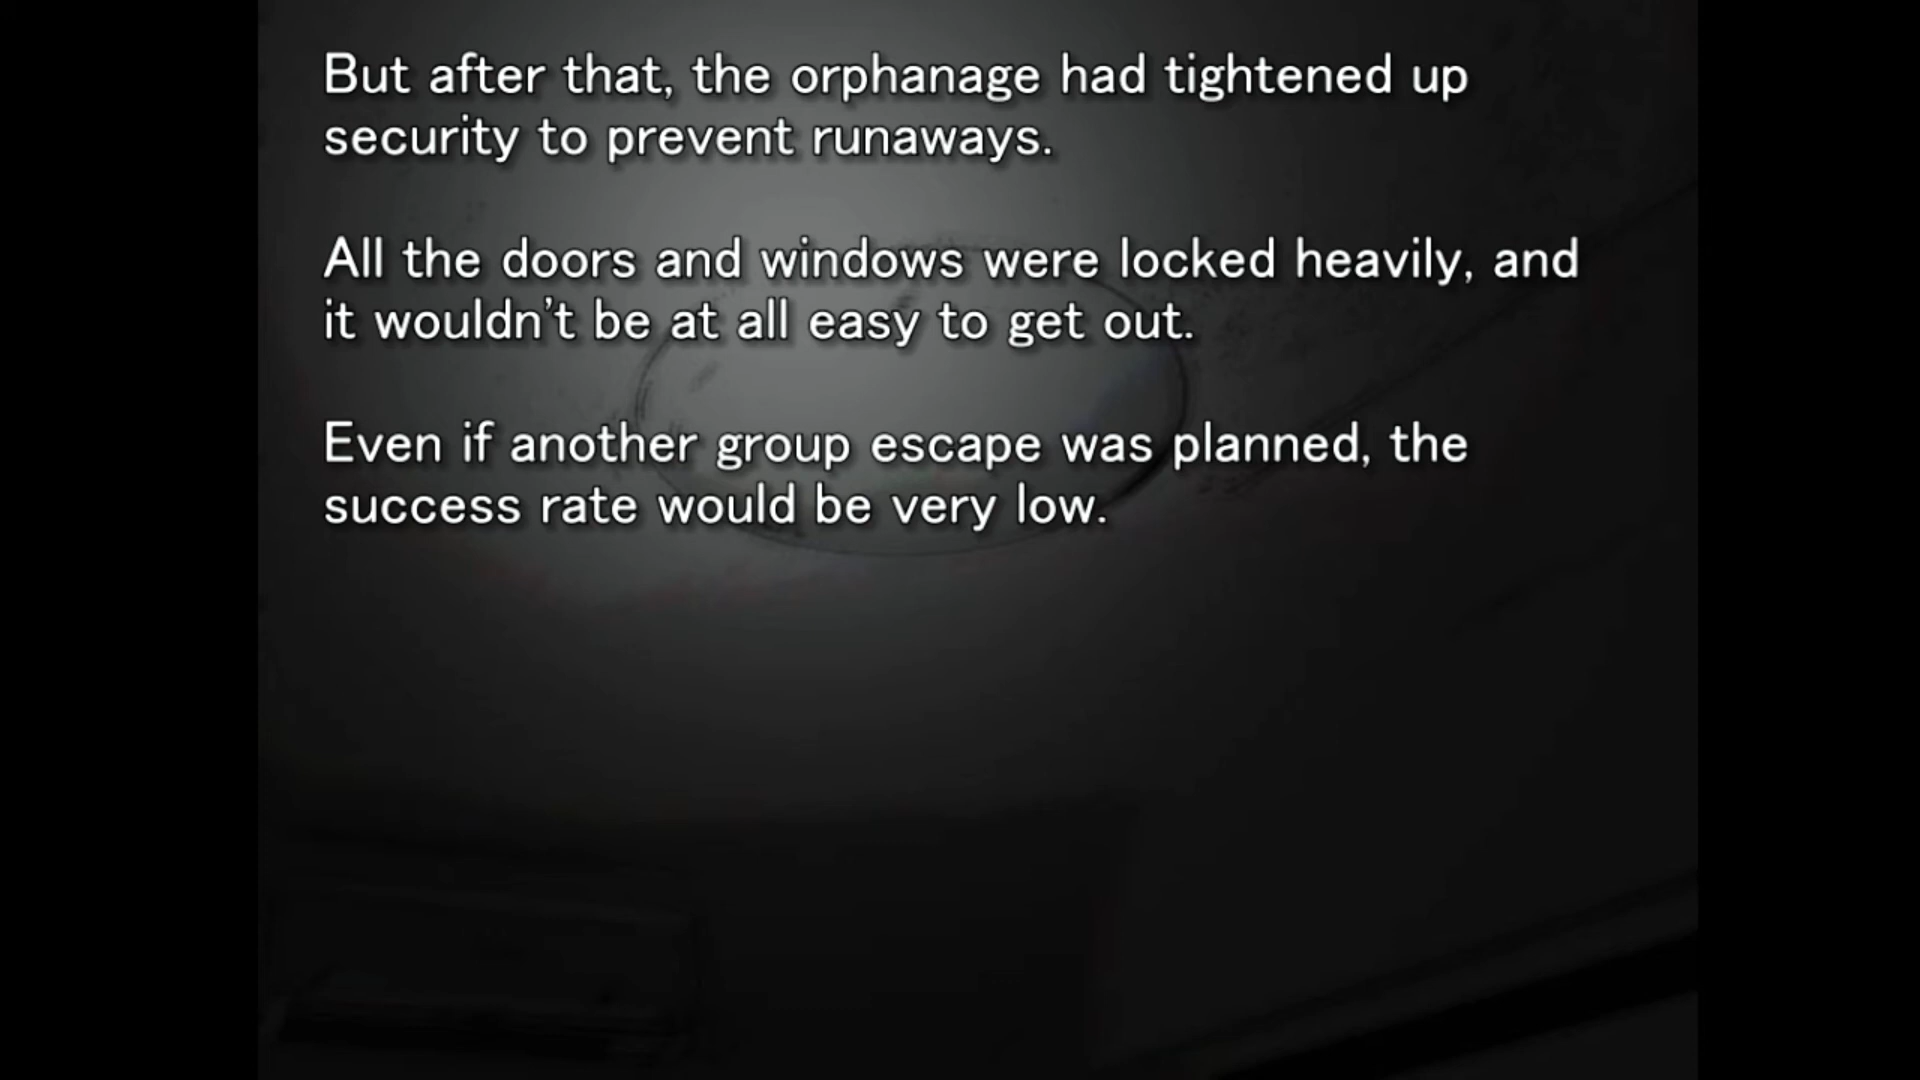 But after that, the orphanage had tightened up
security to prevent runaways.
All the doors and windows were locked heavily, and
it wouldn't be at all easy to get out.
Even if another group escape was planned, the
success rate would be very low.